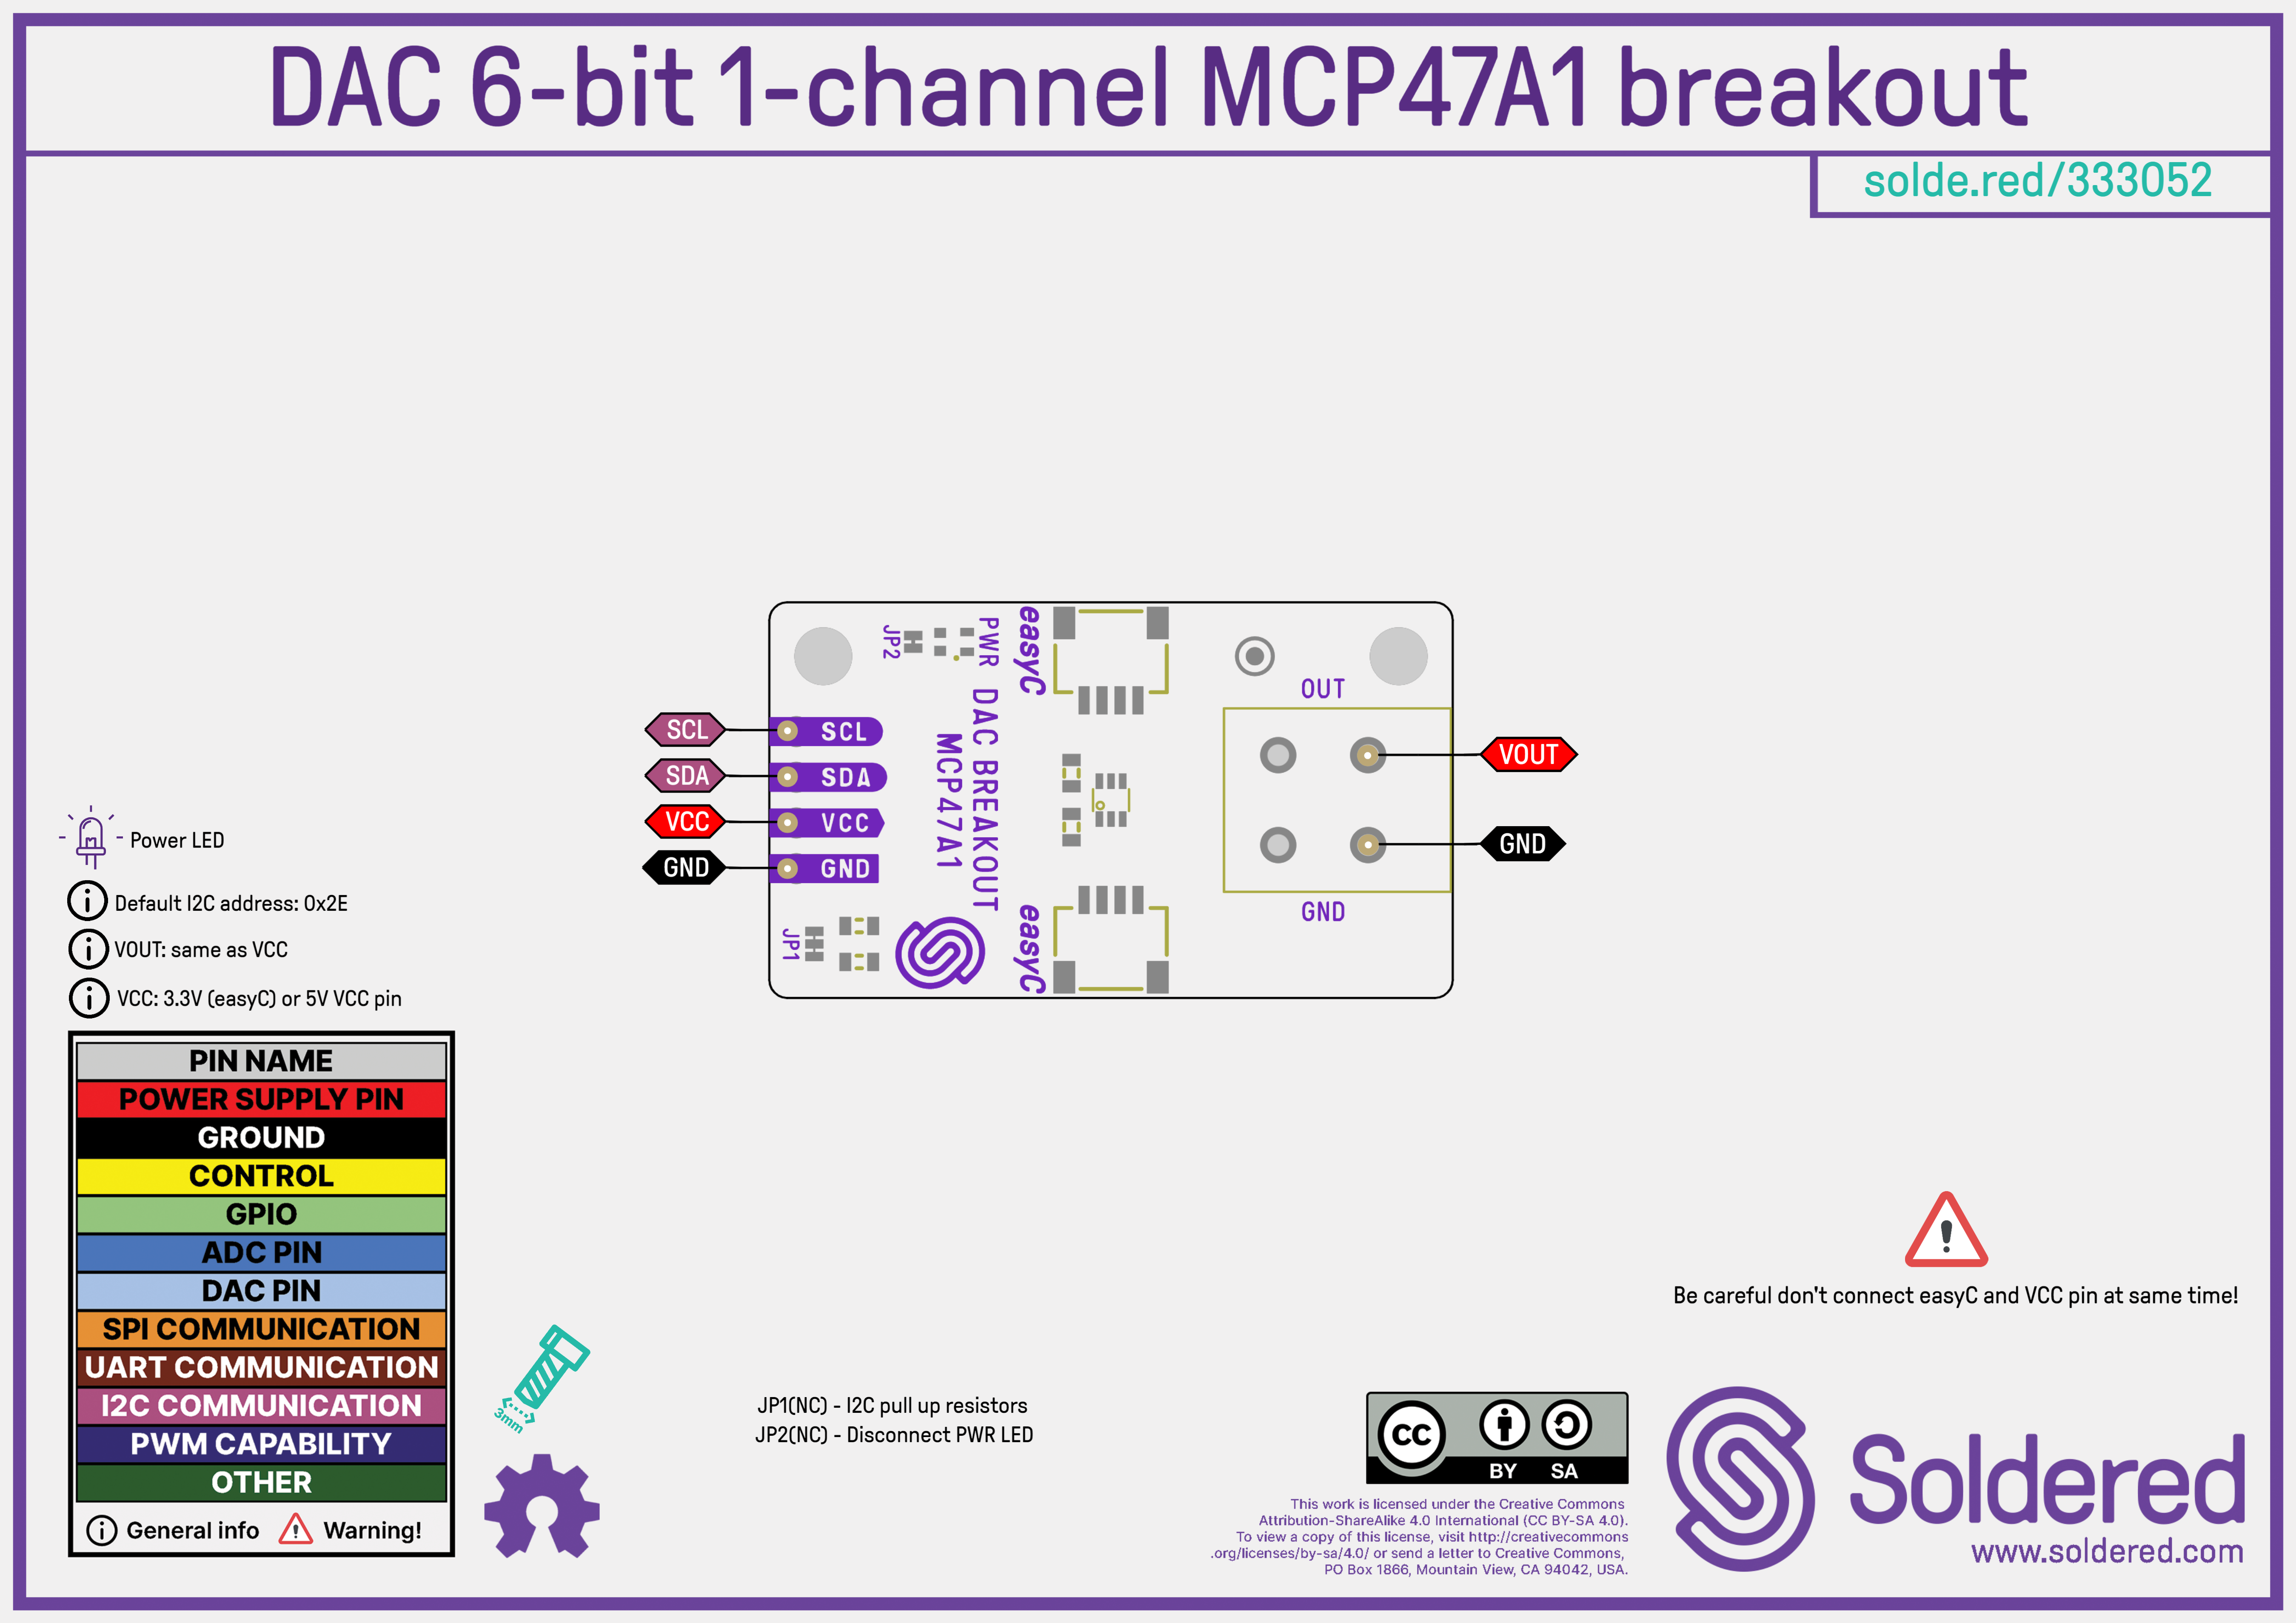 DAC 6-bit 1-channel MCP47A1 breakout
solde.red/333052
JP2
PWR
easyC
OUT
SCL
SCL
SDA
SDA
VCC
VCC
GND
GND
DAC BREAKOUT
MCP47A1
VOUT
GND
GND
JP1
easyC
Power LED
Default I2C address: 0x2E
VOUT: same as VCC
VCC: 3.3V (easyC) or 5V VCC pin
PIN NAME
POWER SUPPLY PIN
GROUND
CONTROL
GPIO
ADC PIN
DAC PIN
SPI COMMUNICATION
UART COMMUNICATION
I2C COMMUNICATION
PWM CAPABILITY
OTHER
General info
Warning!
3mm
JP1(NC) - I2C pull up resistors
JP2(NC) - Disconnect PWR LED
Be careful don't connect easyC and VCC pin at same time!
CC
BY SA
This work is licensed under the Creative Commons
Attribution-ShareAlike 4.0 International (CC BY-SA 4.0).
To view a copy of this license, visit http://creativecommons
.org/licenses/by-sa/4.0/ or send a letter to Creative Commons,
PO Box 1866, Mountain View, CA 94042, USA.
Soldered
www.soldered.com